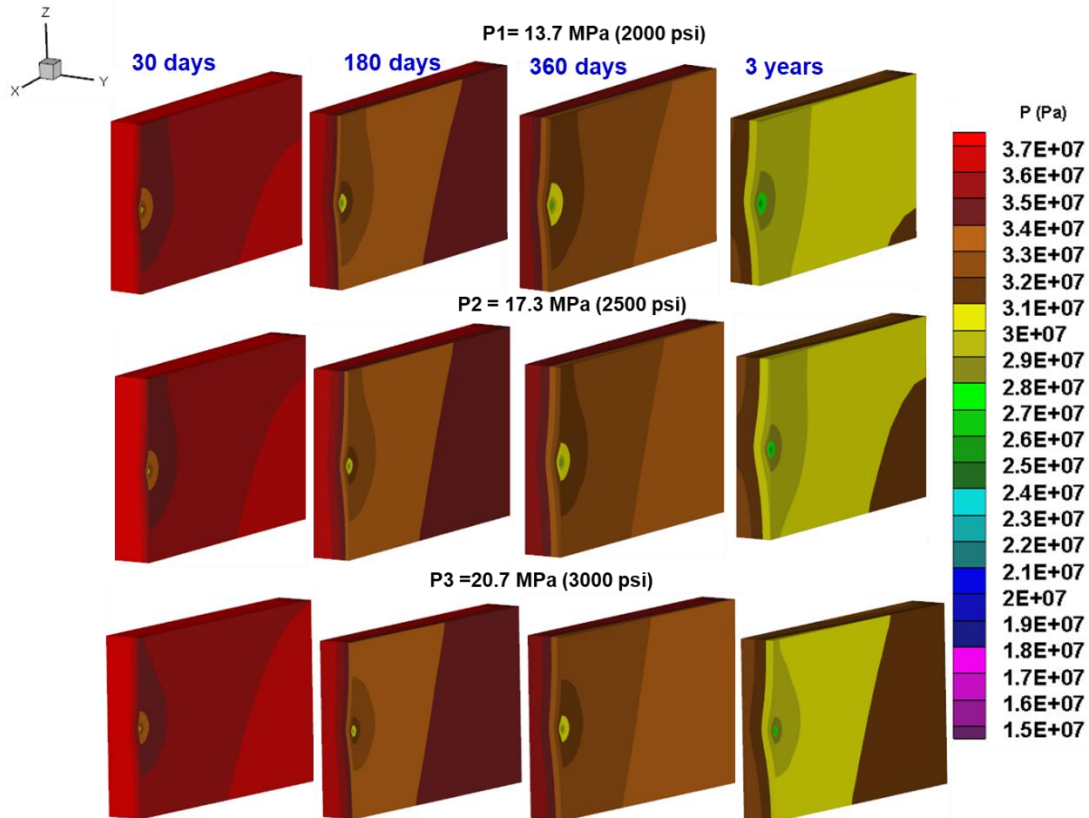 P1= 13.7 MPa (2000 psi)
30 days
180 days
360 days
3 years
Z
Y
X
P2 = 17.3 MPa (2500 psi)
P3 =20.7 MPa (3000 psi)
P (Pa)
3.7E+07
3.6E+07
3.5E+07
3.4E+07
3.3E+07
3.2E+07
3.1E+07
3E+07
2.9E+07
2.8E+07
2.7E+07
2.6E+07
2.5E+07
2.4E+07
2.3E+07
2.2E+07
2.1E+07
2E+07
1.9E+07
1.8E+07
1.7E+07
1.6E+07
1.5E+07